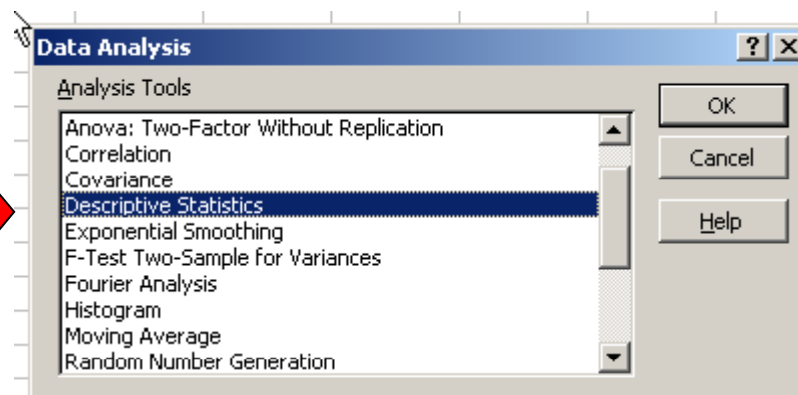 Data Analysis
Analysis Tools
Anova: Two-Factor Without Replication
Correlation
Covariance
Descriptive Statistics
Exponential Smoothing
F-Test Two-Sample for Variances
Fourier Analysis
Histogram
Moving Average
Random Number Generation
OK
Cancel
Help